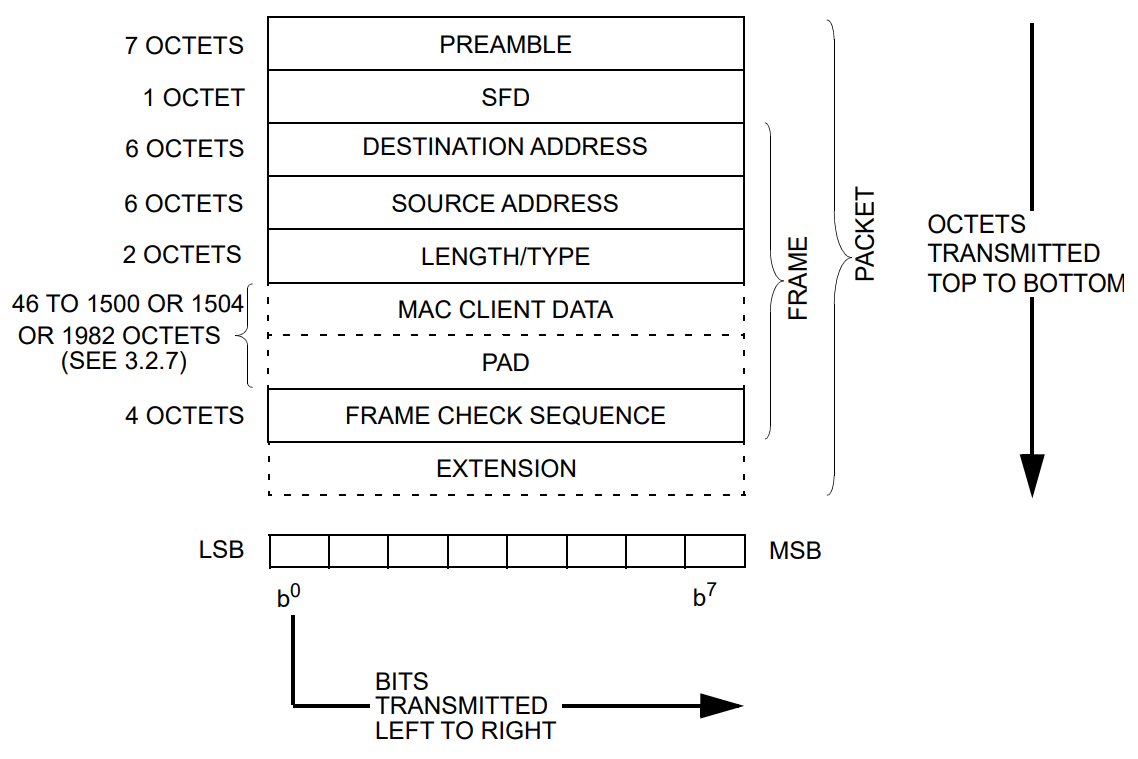 7 OCTETS
PREAMBLE
1 OCTET
SFD
6 OCTETS
DESTINATION ADDRESS
6 OCTETS
SOURCE ADDRESS
2 OCTETS
LENGTH/TYPE
46 TO 1500 OR 1504
OR 1982 OCTETS
(SEE 3.2.7)
MAC CLIENT DATA
PAD
4 OCTETS
FRAME CHECK SEQUENCE
EXTENSION
FRAME
PACKET
OCTETS
TRANSMITTED
TOP TO BOTTOM
LSB
MSB
b0
b7
BITS
TRANSMITTED
LEFT TO RIGHT